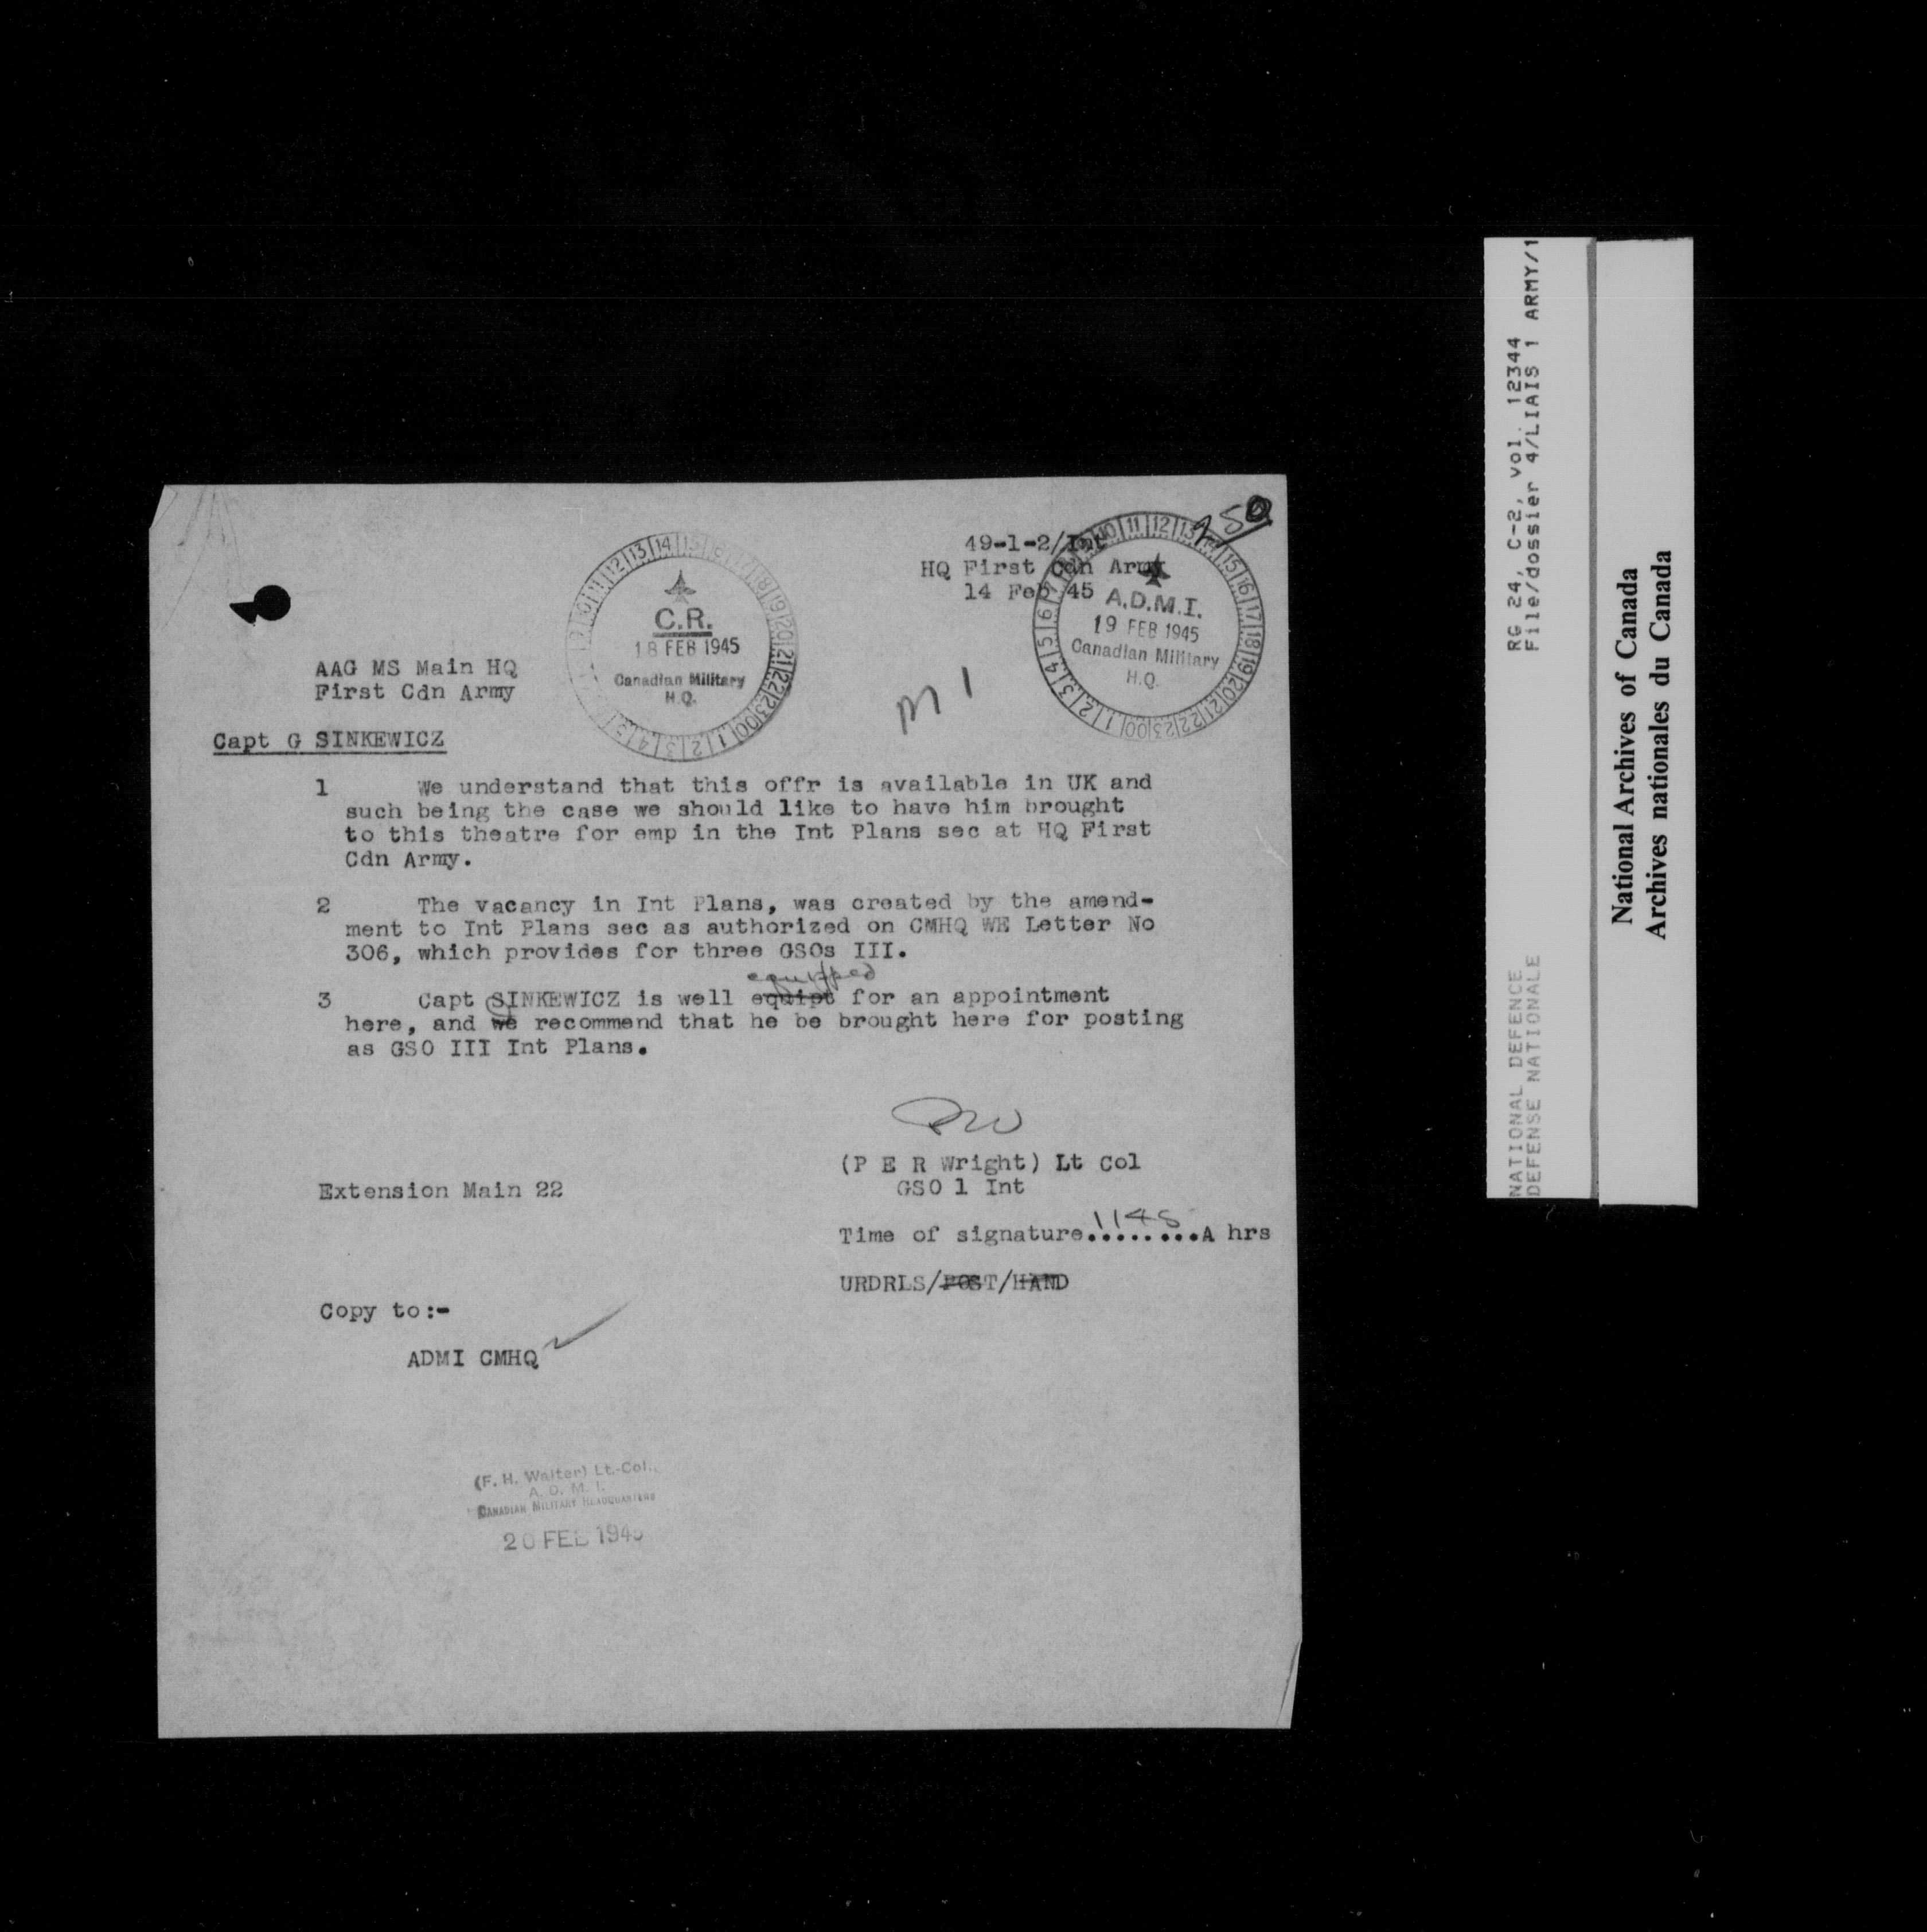 250
49-1-2/Int
HQ First Cdn Army
14 Feb 45
A.D.M.I.
19 FEB 1945
Canadian Military
H.Q.
C.R.
18 FEB 1945
Canadian Military
H.Q.
M 1
AAG MS Main HQ
First Cdn Army
Capt G SINKEWICZ
1 We understand that this offr is available in UK and
such being the case we should like to have him brought
to this theatre for emp in the Int Plans sec at HQ First
Cdn Army.
2 The vacancy in Int Plans, was created by the amend-
ment to Int Plans sec as authorized on CMHQ WE Letter No
306, which provides for three GSOs III.
equipped
3 Capt SINKEWICZ is well equipt for an appointment
here, and we recommend that he be brought here for posting
as GSO III Int Plans.
(P E R Wright) Lt Col
GSO 1 Int
Extension Main 22
Time of signature 1145 A hrs
URDRLS/POST/HAND
Copy to:-
ADMI CMHQ
(F. H. Walter) Lt.-Col.,
A. D. M. I.
CANADIAN MILITARY HEADQUARTERS
20 FEB 1945
RG 24, C-2, vol. 12344
File/dossier 4/LIAIS 1 ARMY/1
NATIONAL DEFENCE
DEFENSE NATIONALE
National Archives of Canada
Archives nationales du Canada